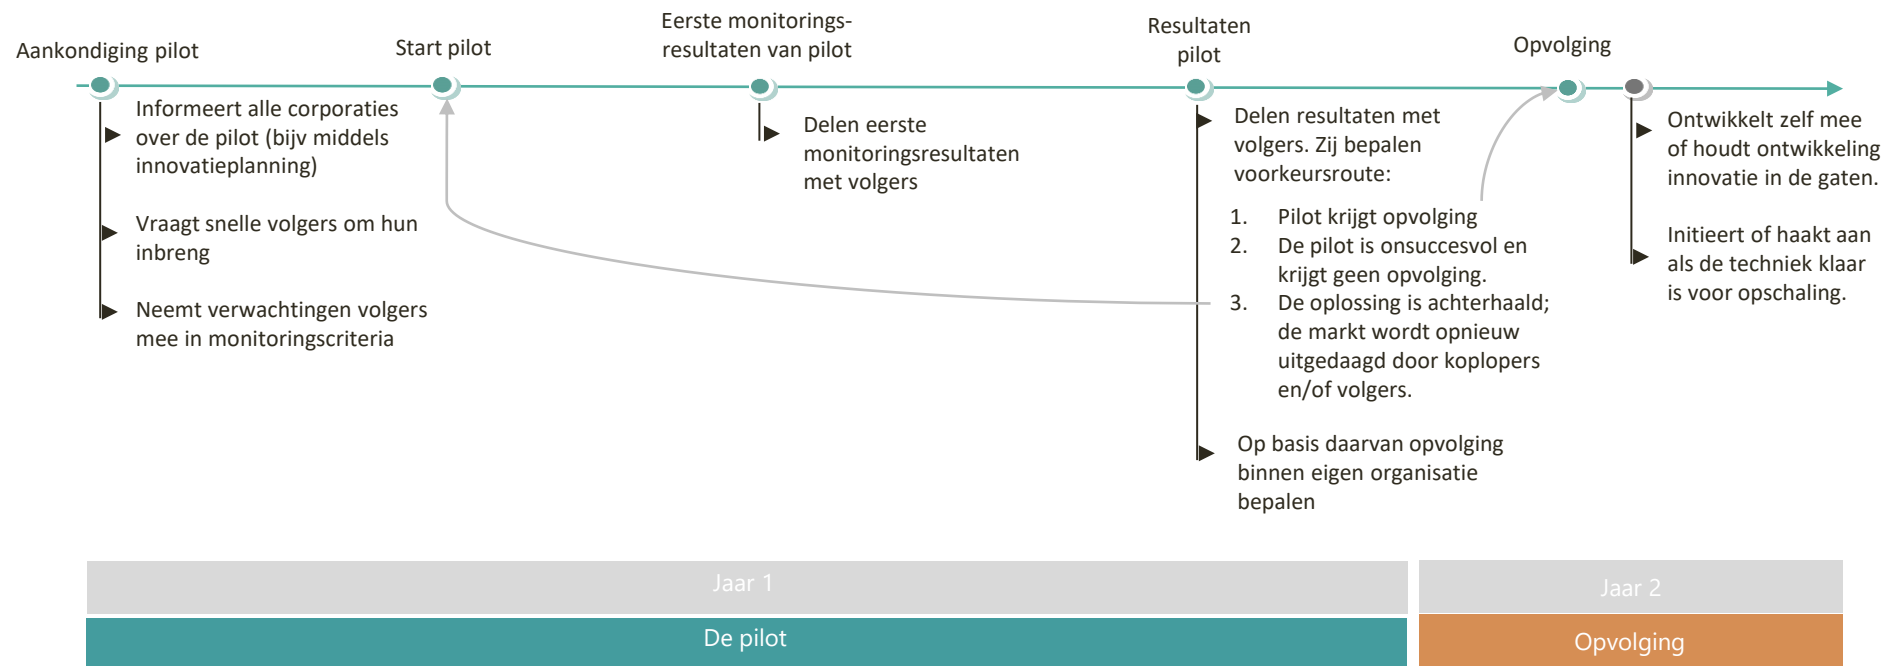 Aankondiging pilot
Start pilot
Eerste monitorings-
resultaten van pilot
Resultaten
pilot
Opvolging
Informeert alle corporaties
over de pilot (bijv middels
innovatieplanning)
Vraagt snelle volgers om hun
inbreng
Neemt verwachtingen volgers
mee in monitoringscriteria
Delen eerste
monitoringsresultaten
met volgers
Delen resultaten met
volgers. Zij bepalen
voorkeursroute:
1. Pilot krijgt opvolging
2. De pilot is onsuccesvol en
krijgt geen opvolging.
3. De oplossing is achterhaald;
de markt wordt opnieuw
uitgedaagd door koplopers
en/of volgers.
Op basis daarvan opvolging
binnen eigen organisatie
bepalen
Ontwikkelt zelf mee
of houdt ontwikkeling
innovatie in de gaten.
Initieert of haakt aan
als de techniek klaar
is voor opschaling.
Jaar 1
Jaar 2
De pilot
Opvolging